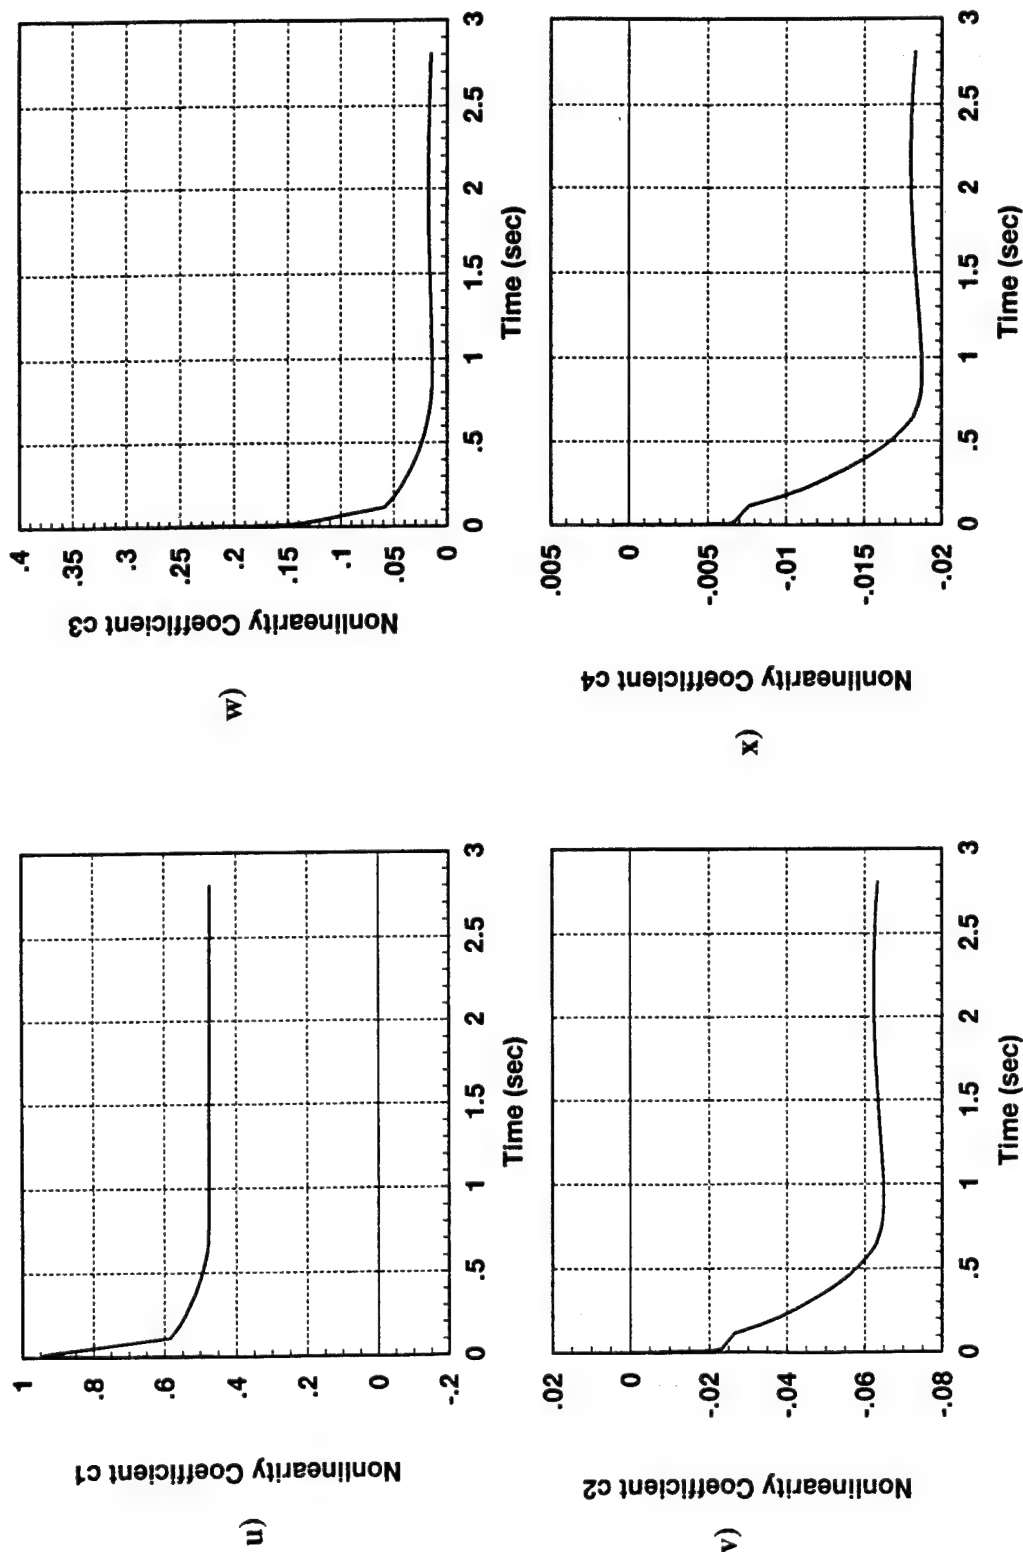 u)
Nonlinearity Coefficient c1
1
.8
.6
.4
.2
0
-.2
0 .5 1 1.5 2 2.5 3
Time (sec)
w)
Nonlinearity Coefficient c3
.4
.35
.3
.25
.2
.15
.1
.05
0
0 .5 1 1.5 2 2.5 3
Time (sec)
v)
Nonlinearity Coefficient c2
.02
0
-.02
-.04
-.06
-.08
0 .5 1 1.5 2 2.5 3
Time (sec)
x)
Nonlinearity Coefficient c4
.005
0
-.005
-.01
-.015
-.02
0 .5 1 1.5 2 2.5 3
Time (sec)